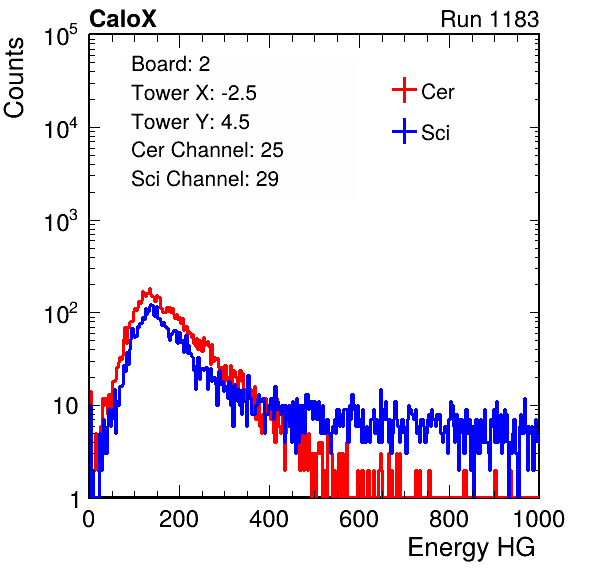 CaloX Run 1183
Counts
Board: 2
Tower X: -2.5
Tower Y: 4.5
Cer Channel: 25
Sci Channel: 29
Cer
Sci
10^5
10^4
10^3
10^2
10
1
0 200 400 600 800 1000
Energy HG